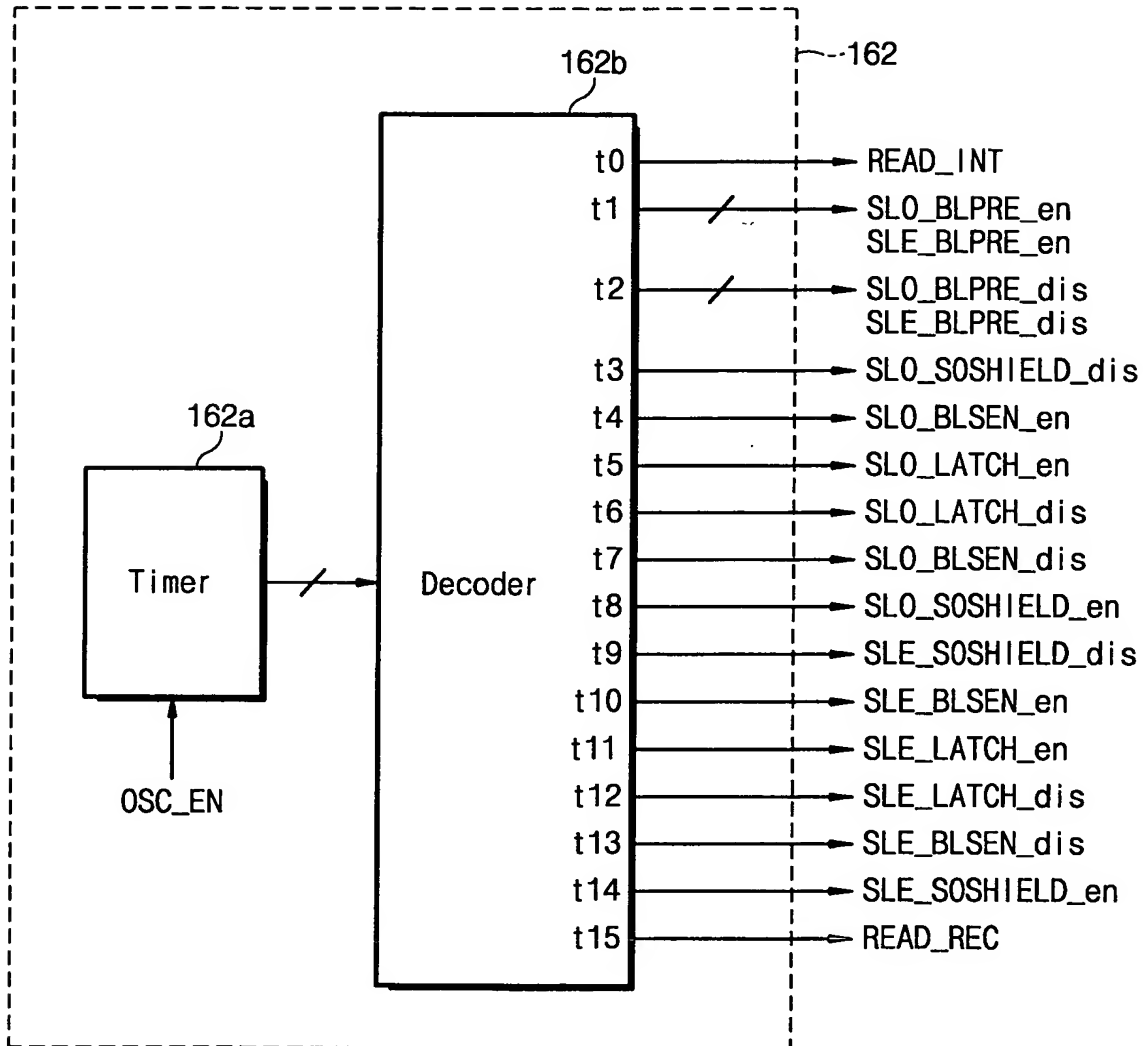 162
162b
t0 READ_INT
t1 SLO_BLPRE_en
SLE_BLPRE_en
t2 SLO_BLPRE_dis
SLE_BLPRE_dis
t3 SLO_SOSHIELD_dis
162a
t4 SLO_BLSEN_en
t5 SLO_LATCH_en
t6 SLO_LATCH_dis
t7 SLO_BLSEN_dis
Timer
Decoder
t8 SLO_SOSHIELD_en
t9 SLE_SOSHIELD_dis
t10 SLE_BLSEN_en
t11 SLE_LATCH_en
OSC_EN
t12 SLE_LATCH_dis
t13 SLE_BLSEN_dis
t14 SLE_SOSHIELD_en
t15 READ_REC